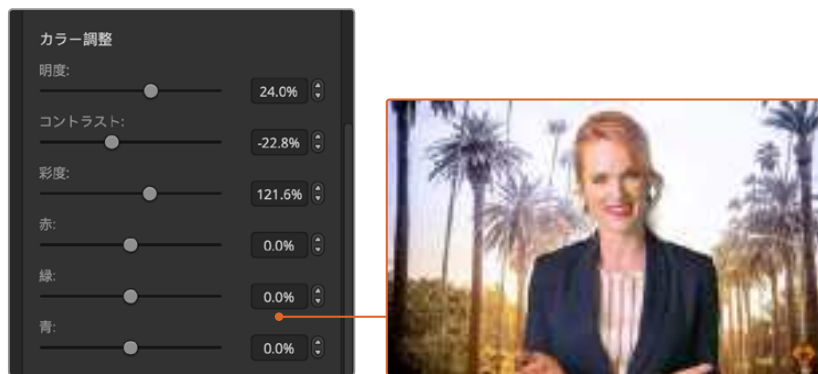 カラー調整
明度:
24.0%
コントラスト:
-22.8%
彩度:
121.6%
赤:
0.0%
緑:
0.0%
青:
0.0%